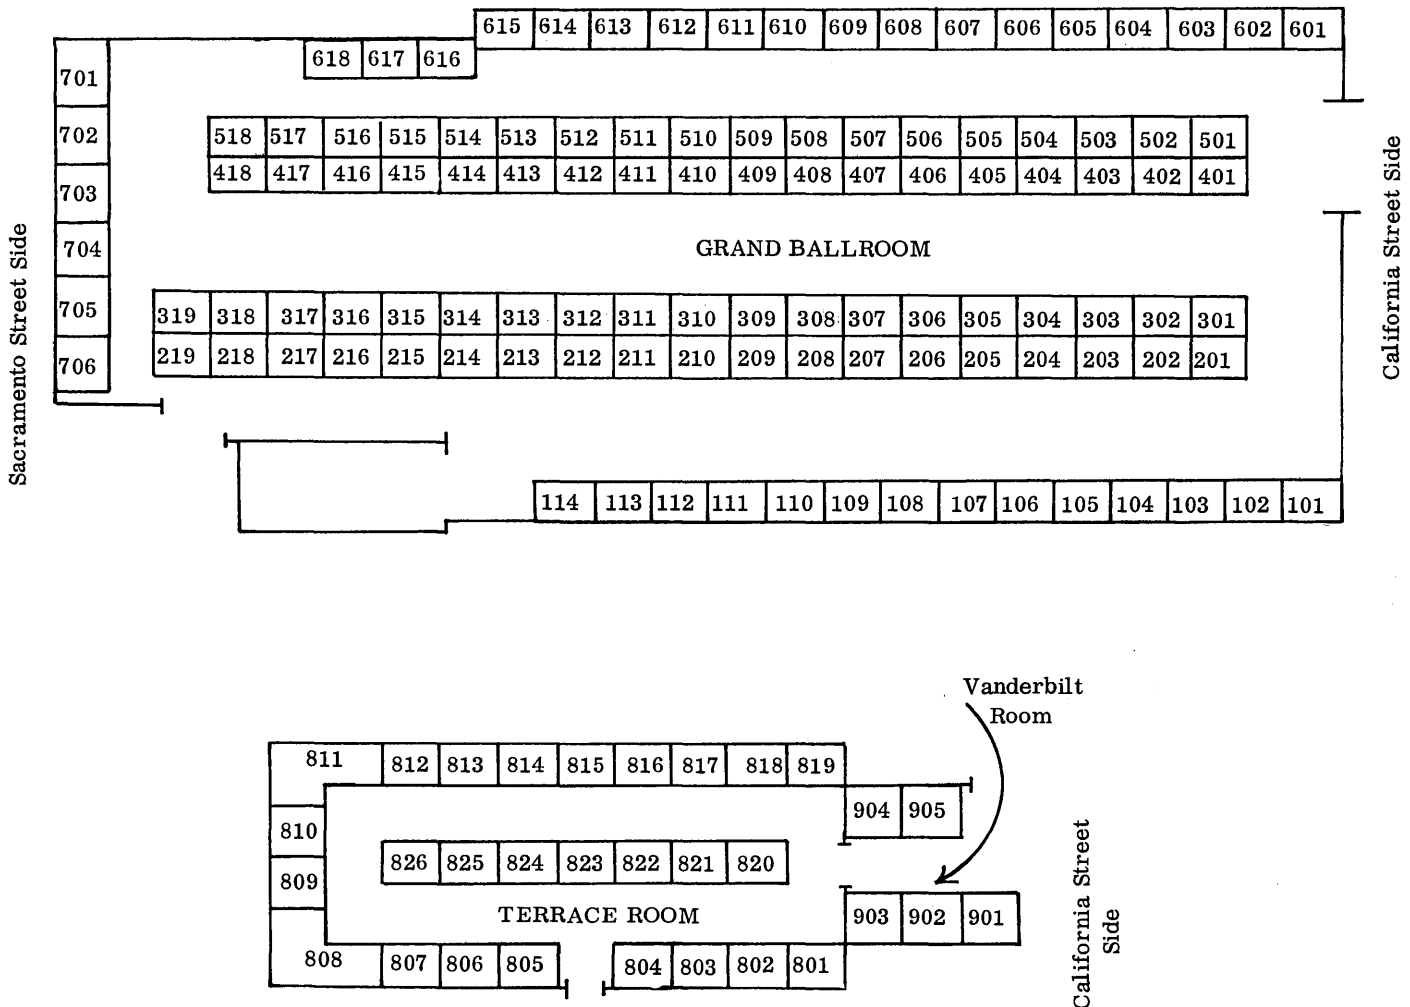 615 614 613 612 611 610 609 608 607 606 605 604 603 602 601
618 617 616
701
702
703
704
705
706
518 517 516 515 514 513 512 511 510 509 508 507 506 505 504 503 502 501
418 417 416 415 414 413 412 411 410 409 408 407 406 405 404 403 402 401
GRAND BALLROOM
319 318 317 316 315 314 313 312 311 310 309 308 307 306 305 304 303 302 301
219 218 217 216 215 214 213 212 211 210 209 208 207 206 205 204 203 202 201
114 113 112 111 110 109 108 107 106 105 104 103 102 101
Sacramento Street Side
California Street Side
Vanderbilt
Room
811 812 813 814 815 816 817 818 819
904 905
810
826 825 824 823 822 821 820
809
TERRACE ROOM
903 902 901
808 807 806 805 804 803 802 801
California Street
Side